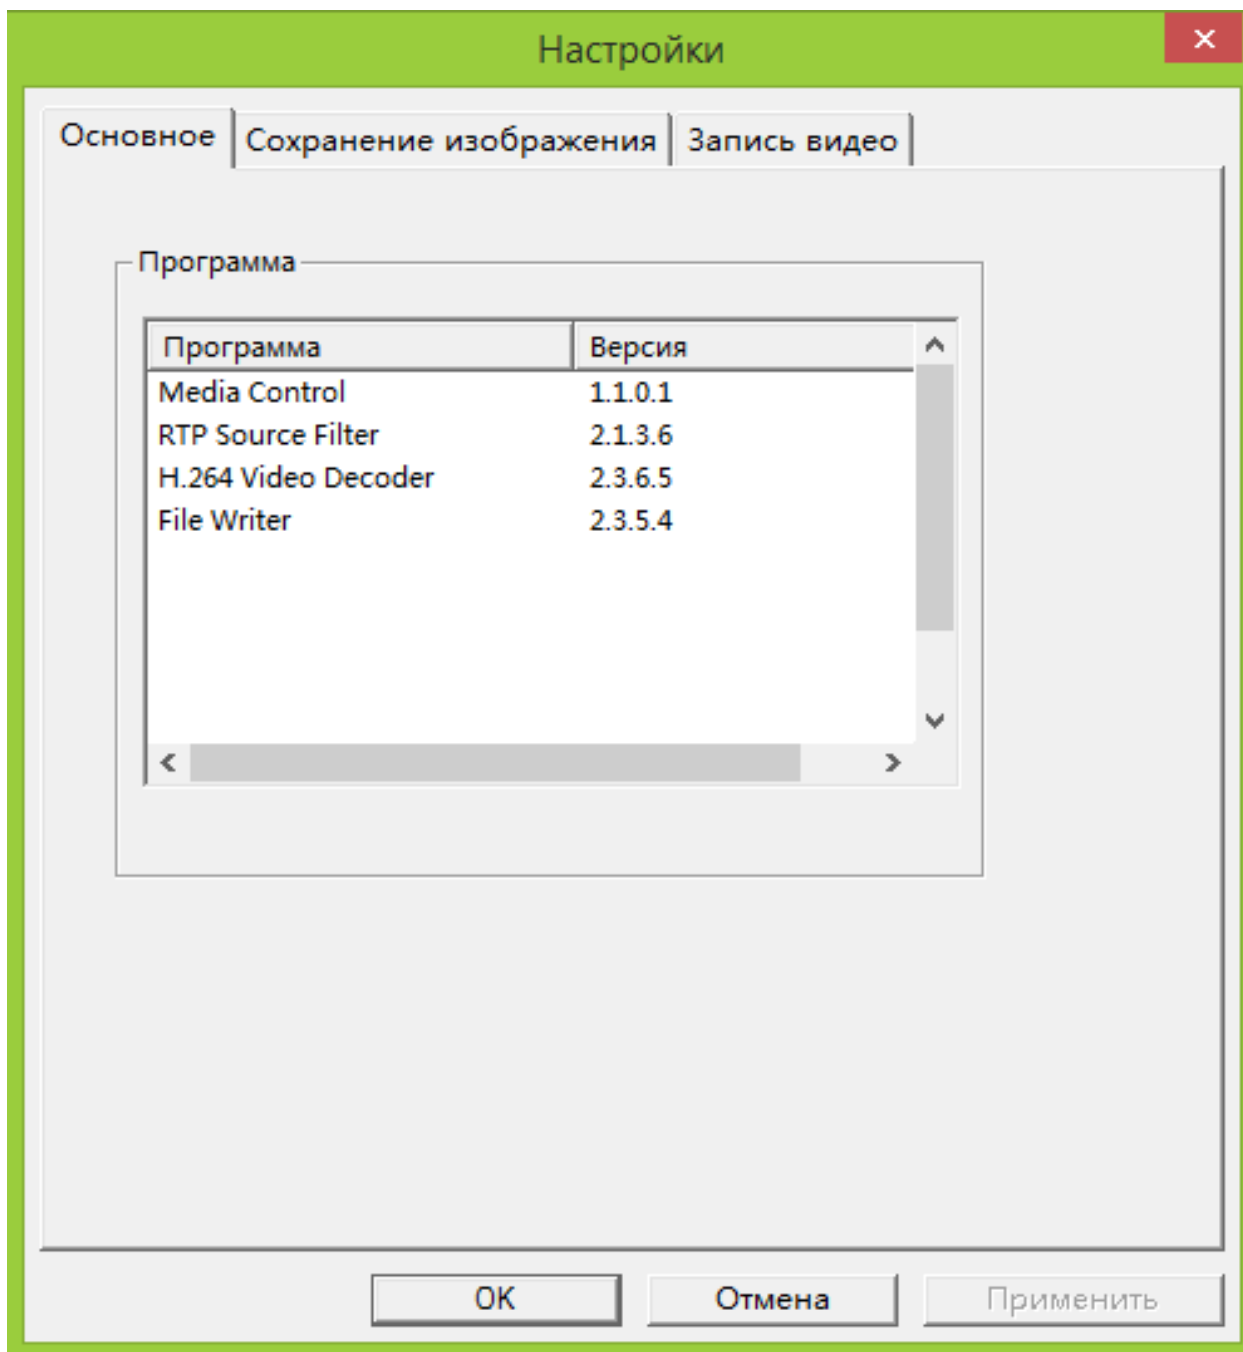 Настройки
Основное Сохранение изображения Запись видео
Программа
Программа Версия
Media Control 1.1.0.1
RTP Source Filter 2.1.3.6
H.264 Video Decoder 2.3.6.5
File Writer 2.3.5.4
OK Отмена Применить